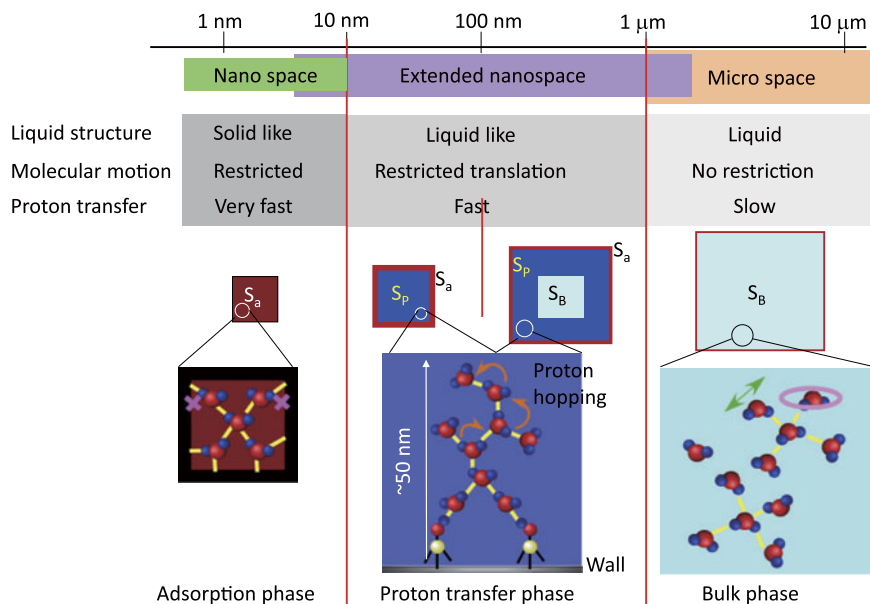 1 nm 10 nm 100 nm 1 μm 10 μm
Nano space Extended nanospace Micro space
Liquid structure Solid like Liquid like Liquid
Molecular motion Restricted Restricted translation No restriction
Proton transfer Very fast Fast Slow
Sa
SP Sa
SP Sa
SB
SB
Proton
hopping
~50 nm
Wall
Adsorption phase Proton transfer phase Bulk phase